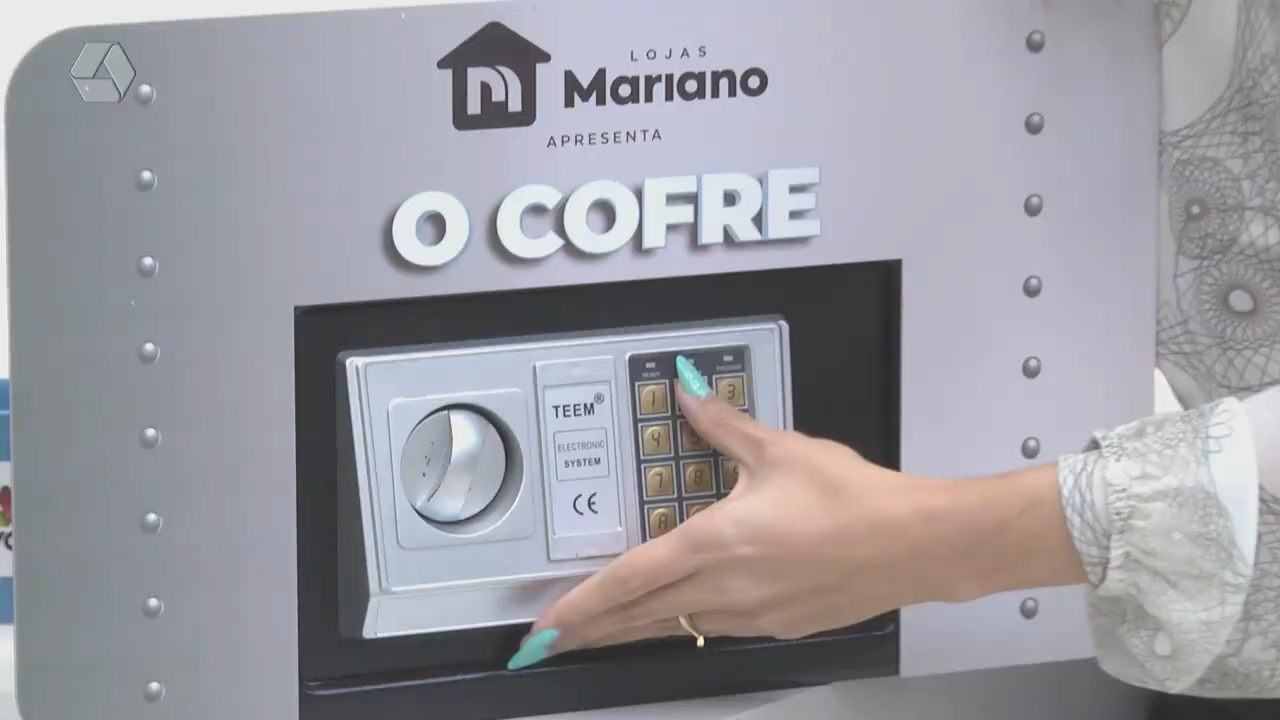 LOJAS
Mariano
APRESENTA
O COFRE
TEEM®
ELECTRONIC
SYSTEM
CE
1 3
4
7 8